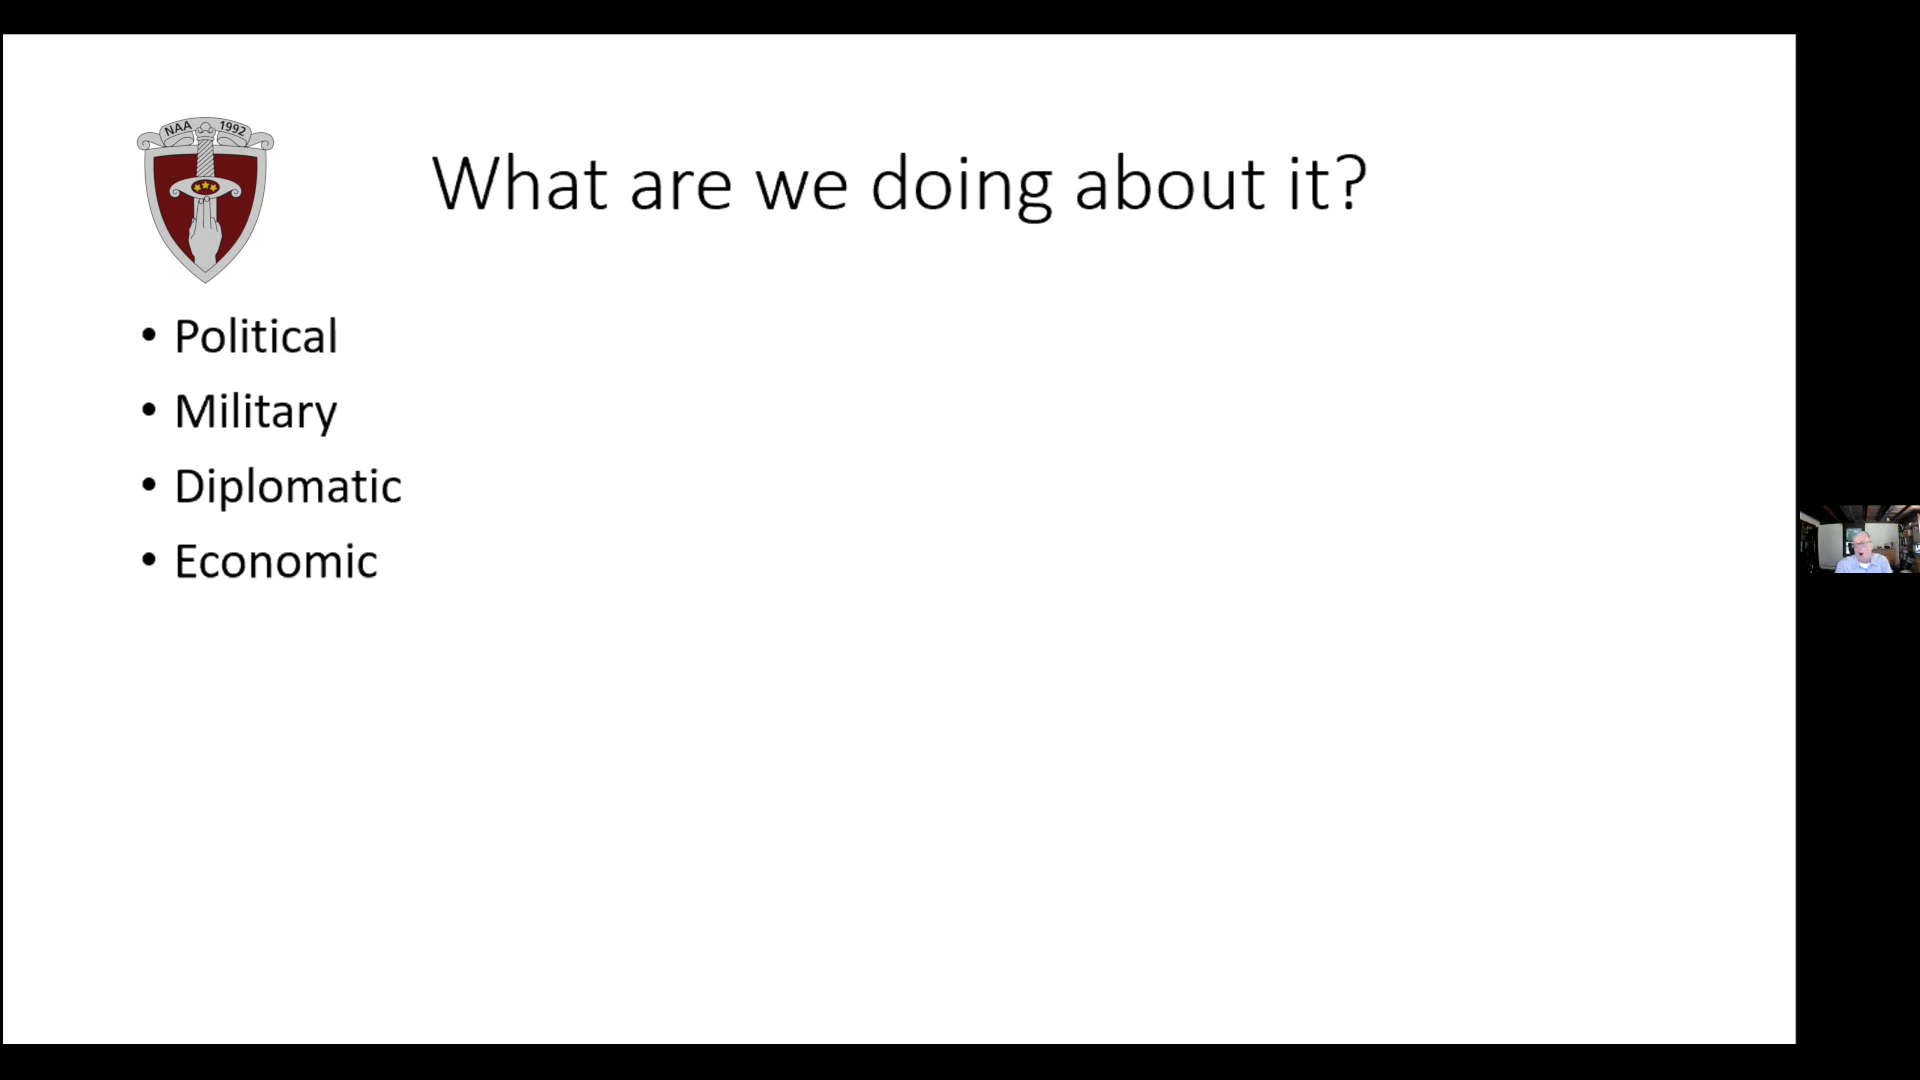 NAA 1992
What are we doing about it?
• Political
• Military
• Diplomatic
• Economic